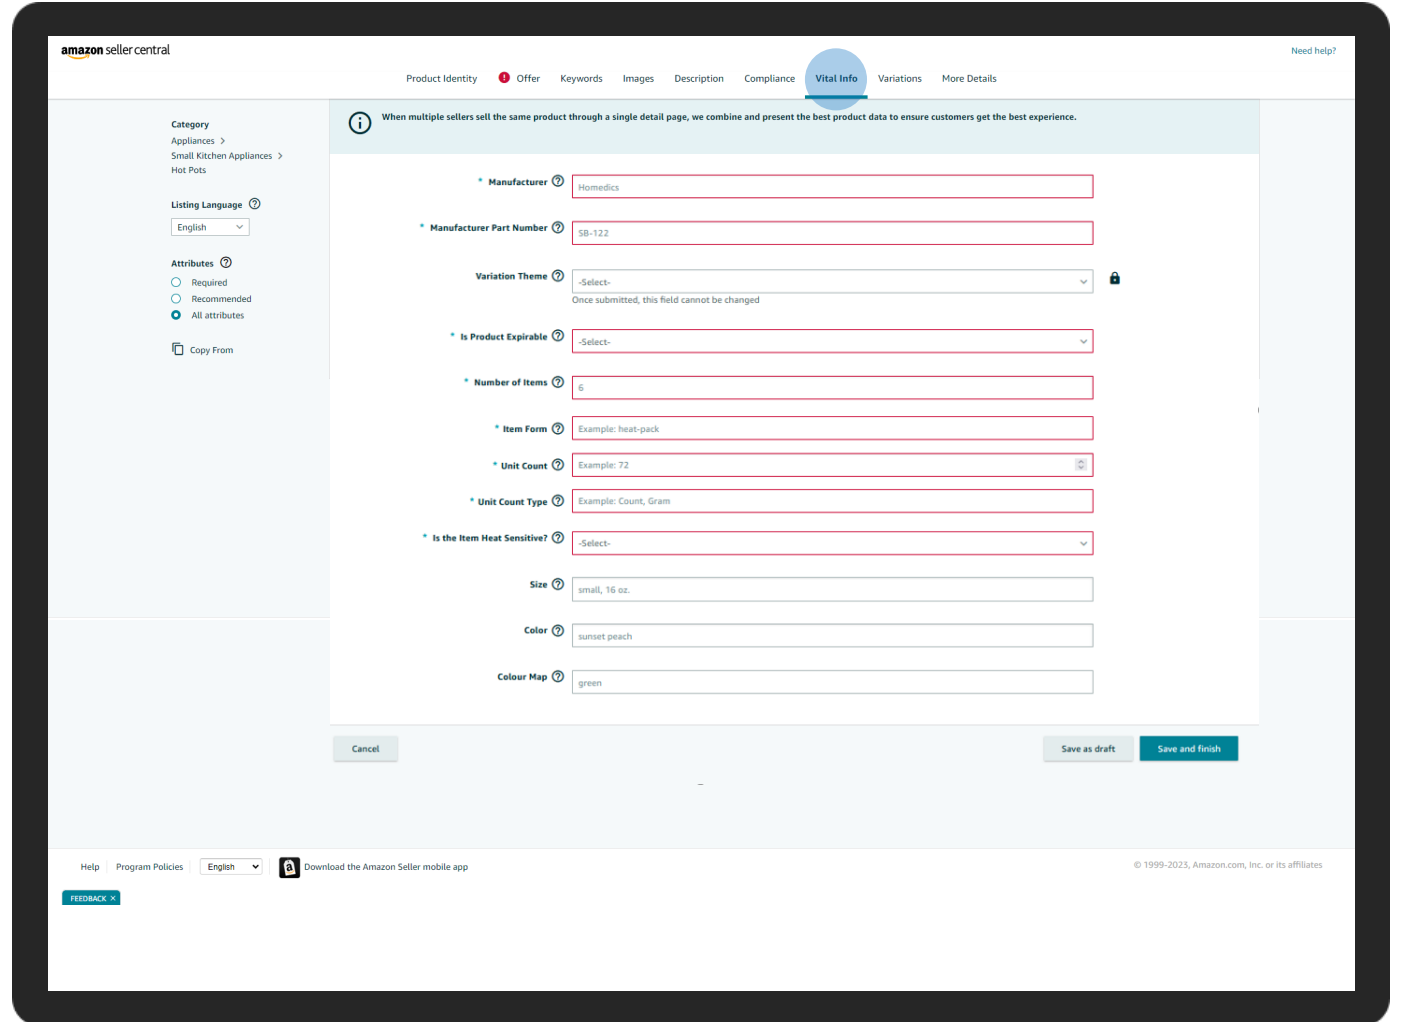 amazon seller central
Need help?
Product Identity ! Offer Keywords Images Description Compliance Vital Info Variations More Details
Category
Appliances >
Small Kitchen Appliances >
Hot Pots
Listing Language ?
English
Attributes ?
Required
Recommended
All attributes
Copy From
When multiple sellers sell the same product through a single detail page, we combine and present the best product data to ensure customers get the best experience.
* Manufacturer ? Homedics
* Manufacturer Part Number ? SB-122
Variation Theme ? -Select-
Once submitted, this field cannot be changed
* Is Product Expirable ? -Select-
* Number of Items ? 6
* Item Form ? Example: heat-pack
* Unit Count ? Example: 72
* Unit Count Type ? Example: Count, Gram
* Is the Item Heat Sensitive? ? -Select-
Size ? small, 16 oz.
Color ? sunset peach
Colour Map ? green
Cancel Save as draft Save and finish
Help Program Policies English a Download the Amazon Seller mobile app © 1999-2023, Amazon.com, Inc. or its affiliates
FEEDBACK ×